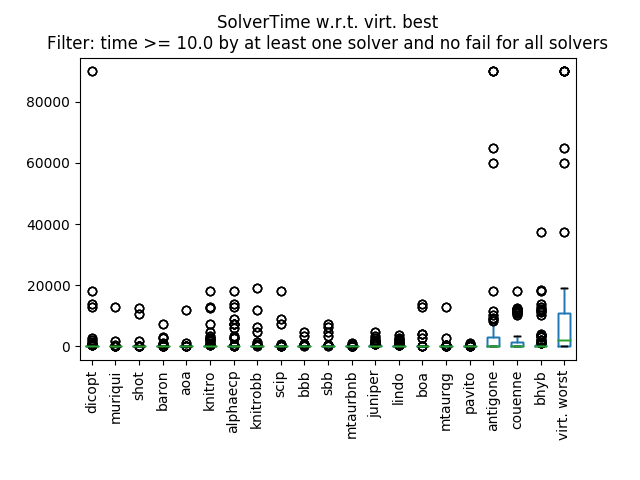 SolverTime w.r.t. virt. best
Filter: time >= 10.0 by at least one solver and no fail for all solvers
80000
60000
40000
20000
0
dicopt
muriqui
shot
baron
aoa
knitro
alphaecp
knitrobb
scip
bbb
sbb
mtaurbnb
juniper
lindo
boa
mtaurqg
pavito
antigone
couenne
bhyb
virt. worst